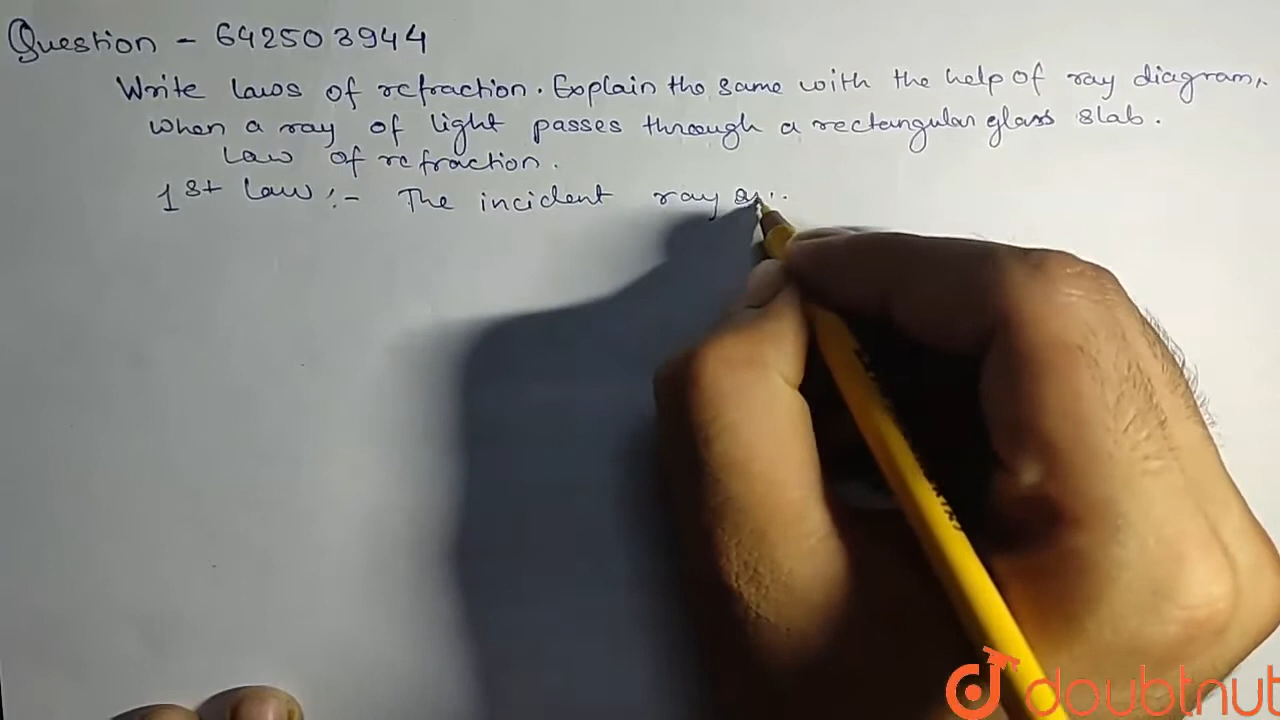 Question - 642503944
Write laws of refraction. Explain the same with the help of ray diagram,
when a ray of light passes through a rectangular glass slab.
Law of refraction.
1st law :- The incident ray
doubtnut